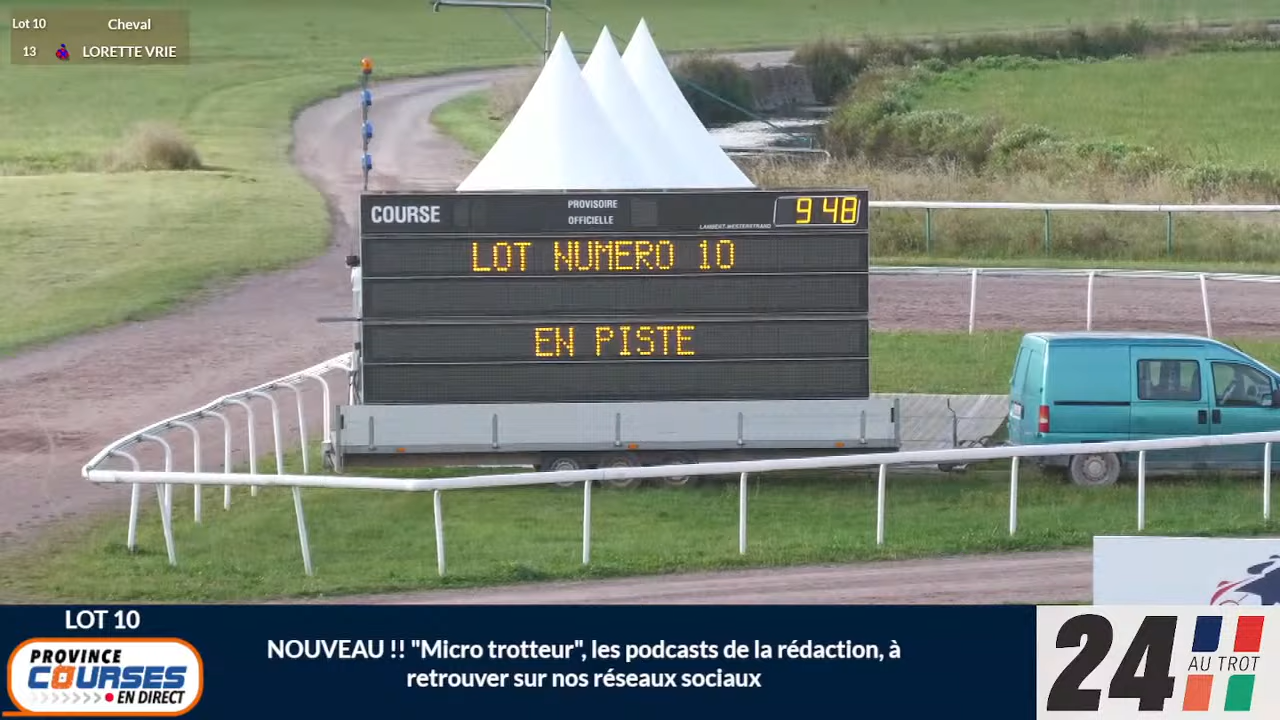 Lot 10 Cheval
13 LORETTE VRIE
COURSE
PROVISOIRE
OFFICIELLE
LAMBERT-WESTERSTRAND
9 48
LOT NUMERO 10
EN PISTE
LOT 10
PROVINCE
COURSES
EN DIRECT
NOUVEAU !! "Micro trotteur", les podcasts de la rédaction, à
retrouver sur nos réseaux sociaux
24
AU TROT